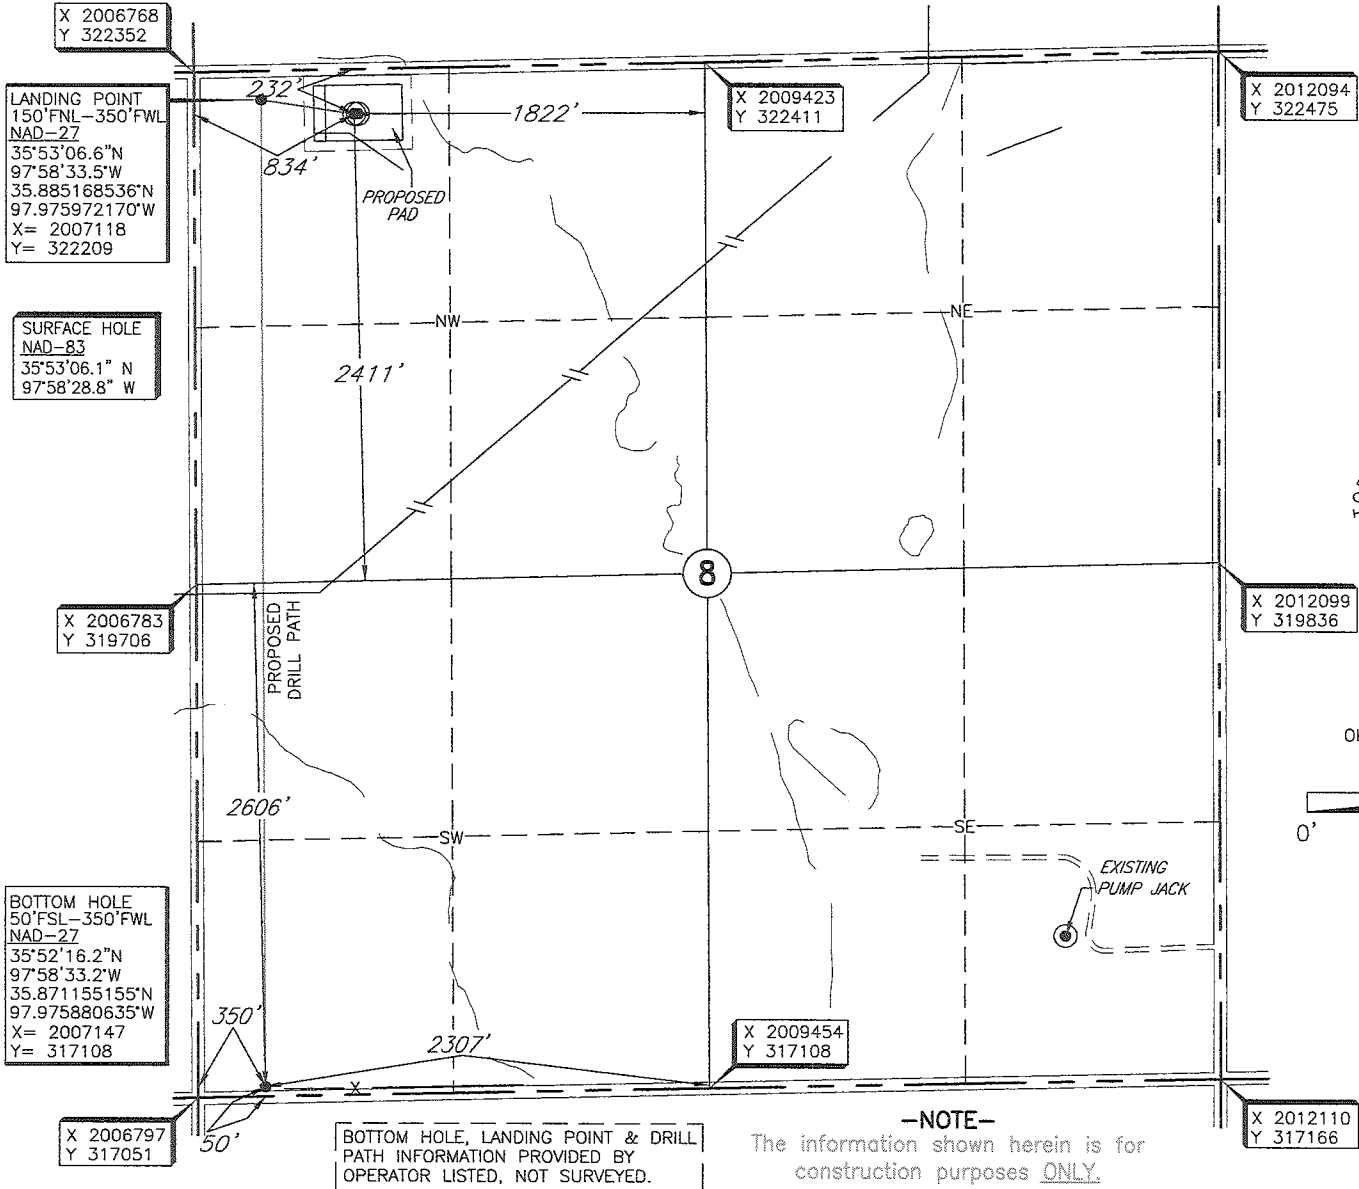 X 2006768
Y 322352
LANDING POINT
150'FNL-350'FWL
NAD-27
35°53'06.6"N
97°58'33.5"W
35.885168536°N
97.975972170°W
X= 2007118
Y= 322209
232'
834'
1822'
PROPOSED
PAD
X 2009423
Y 322411
X 2012094
Y 322475
SURFACE HOLE
NAD-83
35°53'06.1" N
97°58'28.8" W
NW
NE
2411'
8
X 2006783
Y 319706
PROPOSED
DRILL PATH
X 2012099
Y 319836
2606'
SW
SE
0'
EXISTING
PUMP JACK
BOTTOM HOLE
50'FSL-350'FWL
NAD-27
35°52'16.2"N
97°58'33.2"W
35.871155155°N
97.975880635°W
X= 2007147
Y= 317108
350'
2307'
X
X 2009454
Y 317108
X 2006797
Y 317051
50'
BOTTOM HOLE, LANDING POINT & DRILL
PATH INFORMATION PROVIDED BY
OPERATOR LISTED, NOT SURVEYED.
-NOTE-
The information shown herein is for
construction purposes ONLY.
X 2012110
Y 317166